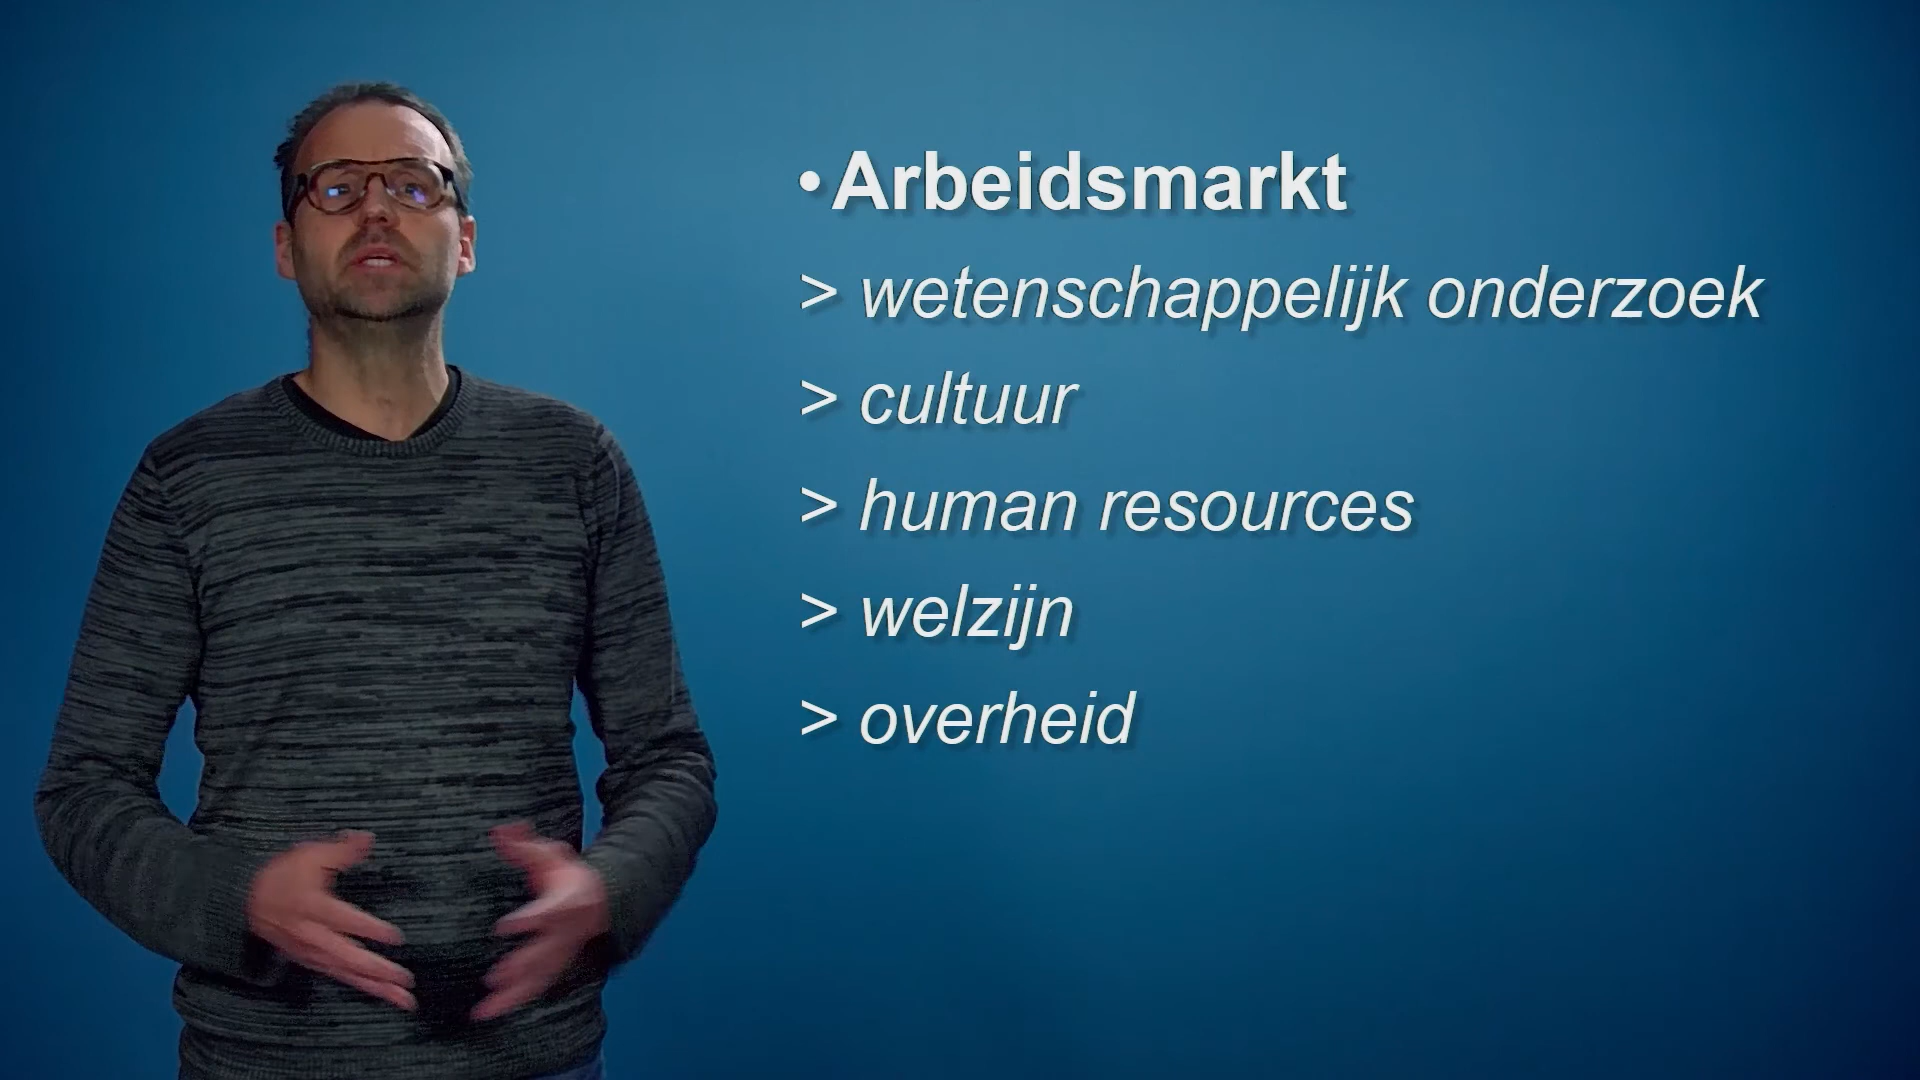 •Arbeidsmarkt
> wetenschappelijk onderzoek
> cultuur
> human resources
> welzijn
> overheid